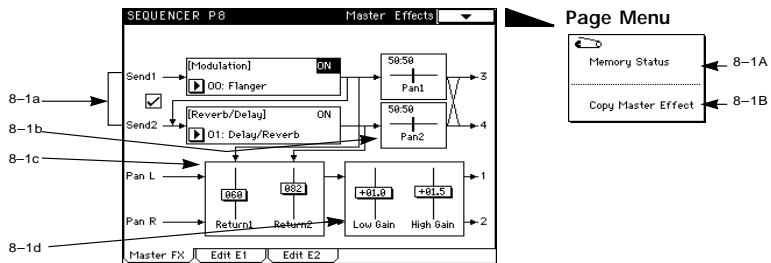 SEQUENCER P8 Master Effects
Page Menu
[Modulation] ON
00: Flanger
Send1
[Reverb/Delay] ON
01: Delay/Reverb
Send2
50:50
Pan1
50:50
Pan2
3
4
8–1a
8–1b
8–1c
8–1d
Pan L
Pan R
060
082
Return1 Return2
+01.0
+01.5
Low Gain High Gain
1
2
Master FX Edit E1 Edit E2
Memory Status
8–1A
Copy Master Effect
8–1B